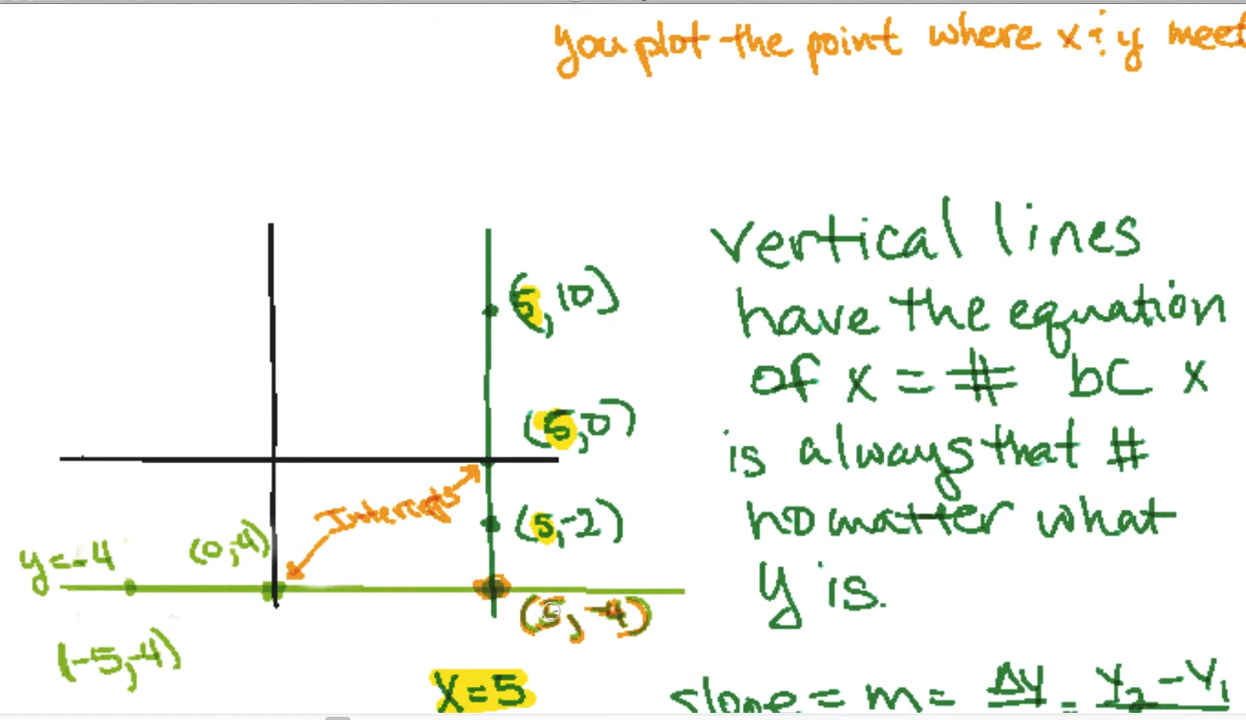 you plot the point where x & y meet
vertical lines
have the equation
of x = # bc x
is always that #
no matter what
y is.
(5,10)
(5,0)
Intercepts
(5,-2)
y=-4
(0,-4)
(5,-4)
(-5,-4)
x=5
slope = m = Δy = Y₂ - Y₁